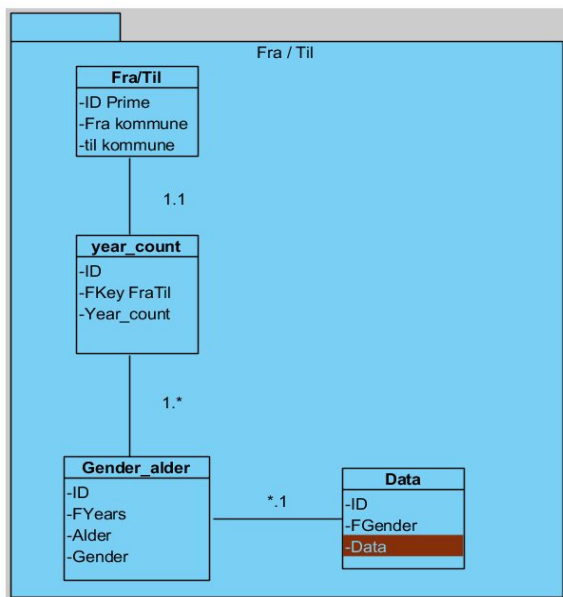 Fra / Til
Fra/Til
-ID Prime
-Fra kommune
-til kommune
1.1
year_count
-ID
-FKey FraTil
-Year_count
1.*
Gender_alder
-ID
-FYears
-Alder
-Gender
*.1
Data
-ID
-FGender
-Data